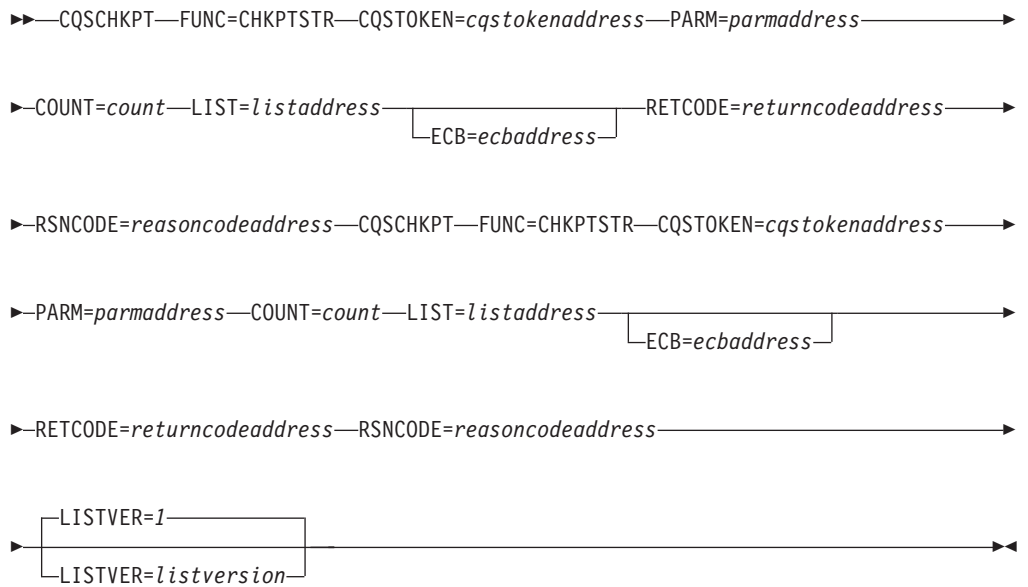 ►►—CQSCHKPT—FUNC=CHKPTSTR—CQSTOKEN=cqstokenaddress—PARM=parmaddress—►
►—COUNT=count—LIST=listaddress—RETCODE=returncodeaddress—►
ECB=ecbaddress
►—RSNCODE=reasoncodeaddress—CQSCHKPT—FUNC=CHKPTSTR—CQSTOKEN=cqstokenaddress—►
►—PARM=parmaddress—COUNT=count—LIST=listaddress—►
ECB=ecbaddress
►—RETCODE=returncodeaddress—RSNCODE=reasoncodeaddress—►
LISTVER=1
►—►◄
LISTVER=listversion